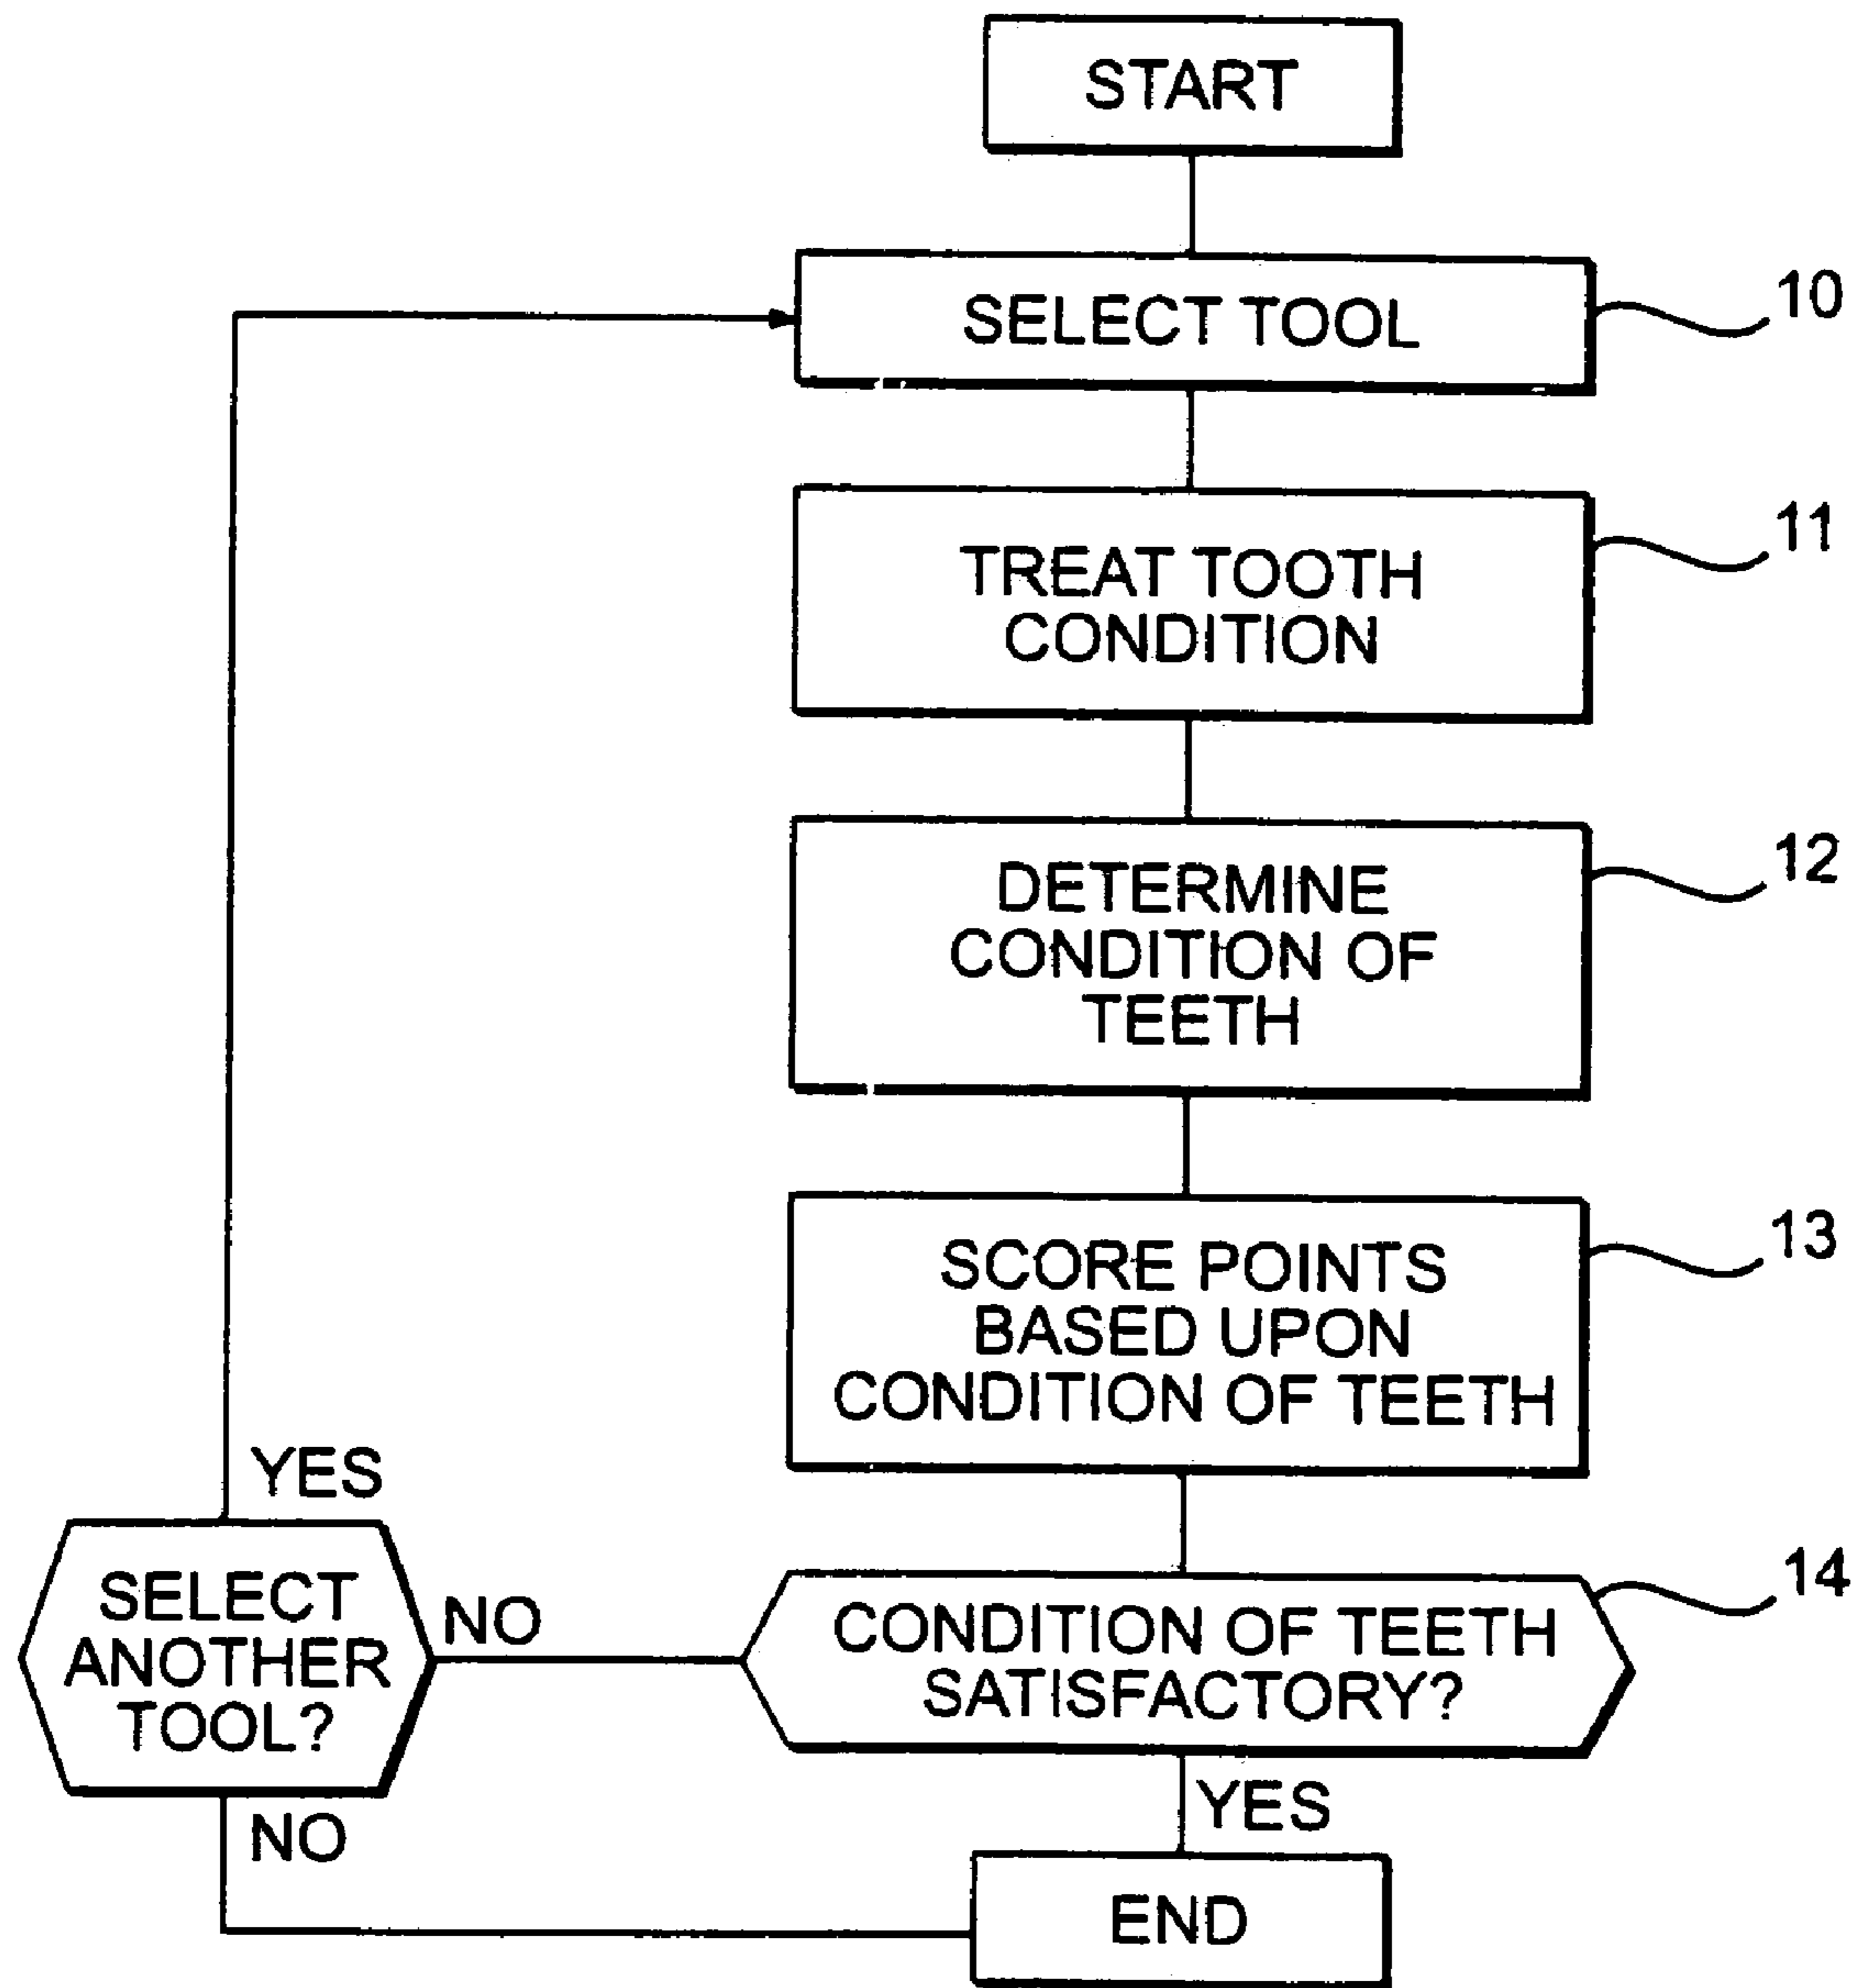 START
SELECT TOOL
10
TREAT TOOTH
CONDITION
11
DETERMINE
CONDITION OF
TEETH
12
SCORE POINTS
BASED UPON
CONDITION OF TEETH
13
YES
SELECT
ANOTHER
TOOL?
NO
CONDITION OF TEETH
SATISFACTORY?
14
NO
YES
END